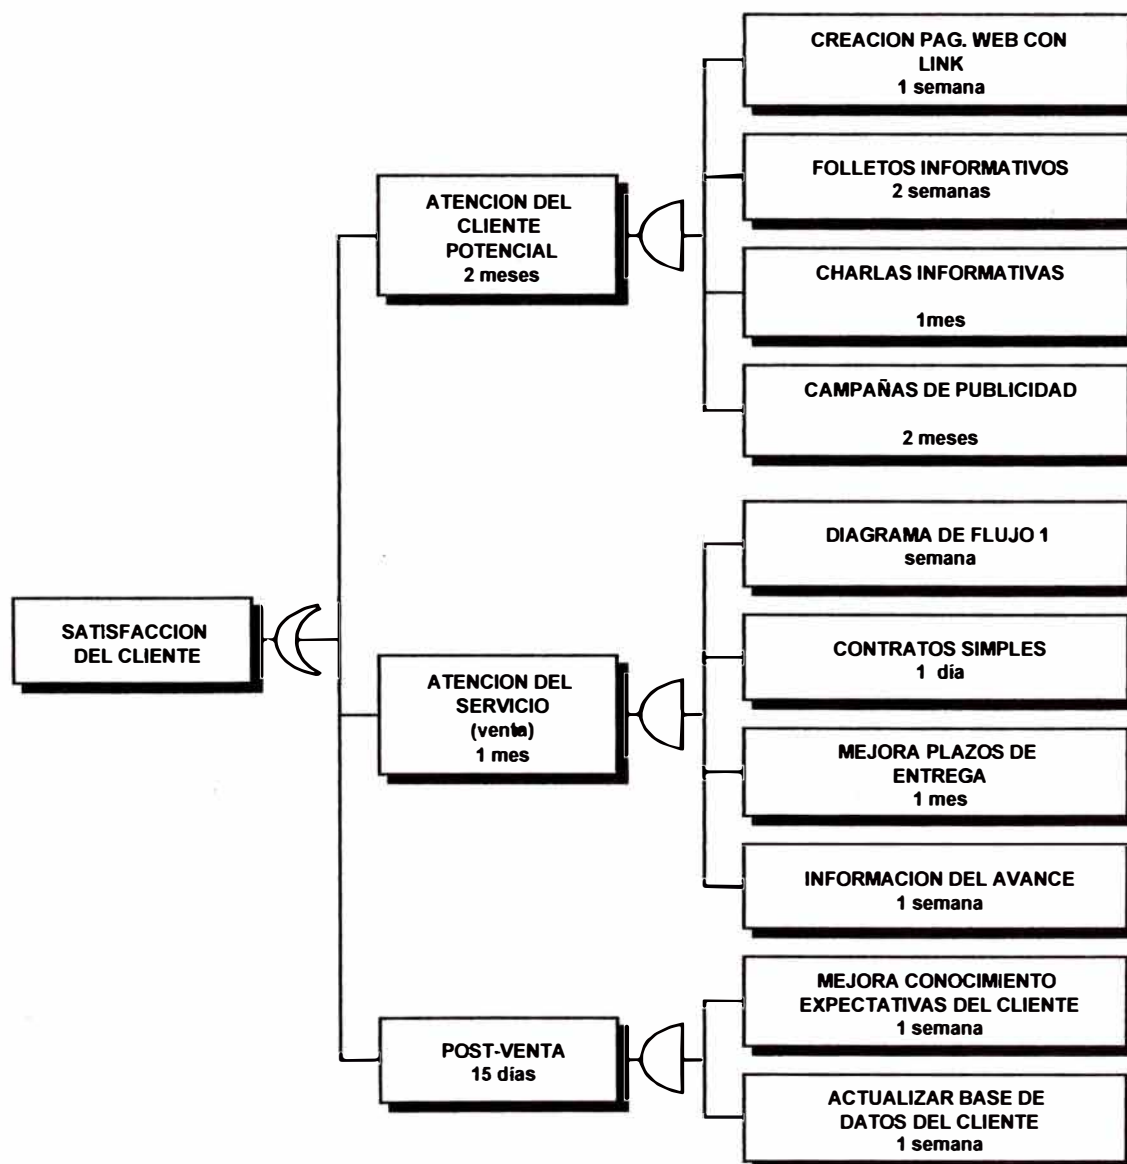 CREACION PAG. WEB CON
LINK
1 semana
FOLLETOS INFORMATIVOS
2 semanas
ATENCION DEL
CLIENTE
POTENCIAL
2 meses
CHARLAS INFORMATIVAS
1mes
CAMPAÑAS DE PUBLICIDAD
2 meses
DIAGRAMA DE FLUJO 1
semana
SATISFACCION
DEL CLIENTE
CONTRATOS SIMPLES
1 día
ATENCION DEL
SERVICIO
(venta)
1 mes
MEJORA PLAZOS DE
ENTREGA
1 mes
INFORMACION DEL AVANCE
1 semana
MEJORA CONOCIMIENTO
EXPECTATIVAS DEL CLIENTE
1 semana
POST-VENTA
15 días
ACTUALIZAR BASE DE
DATOS DEL CLIENTE
1 semana